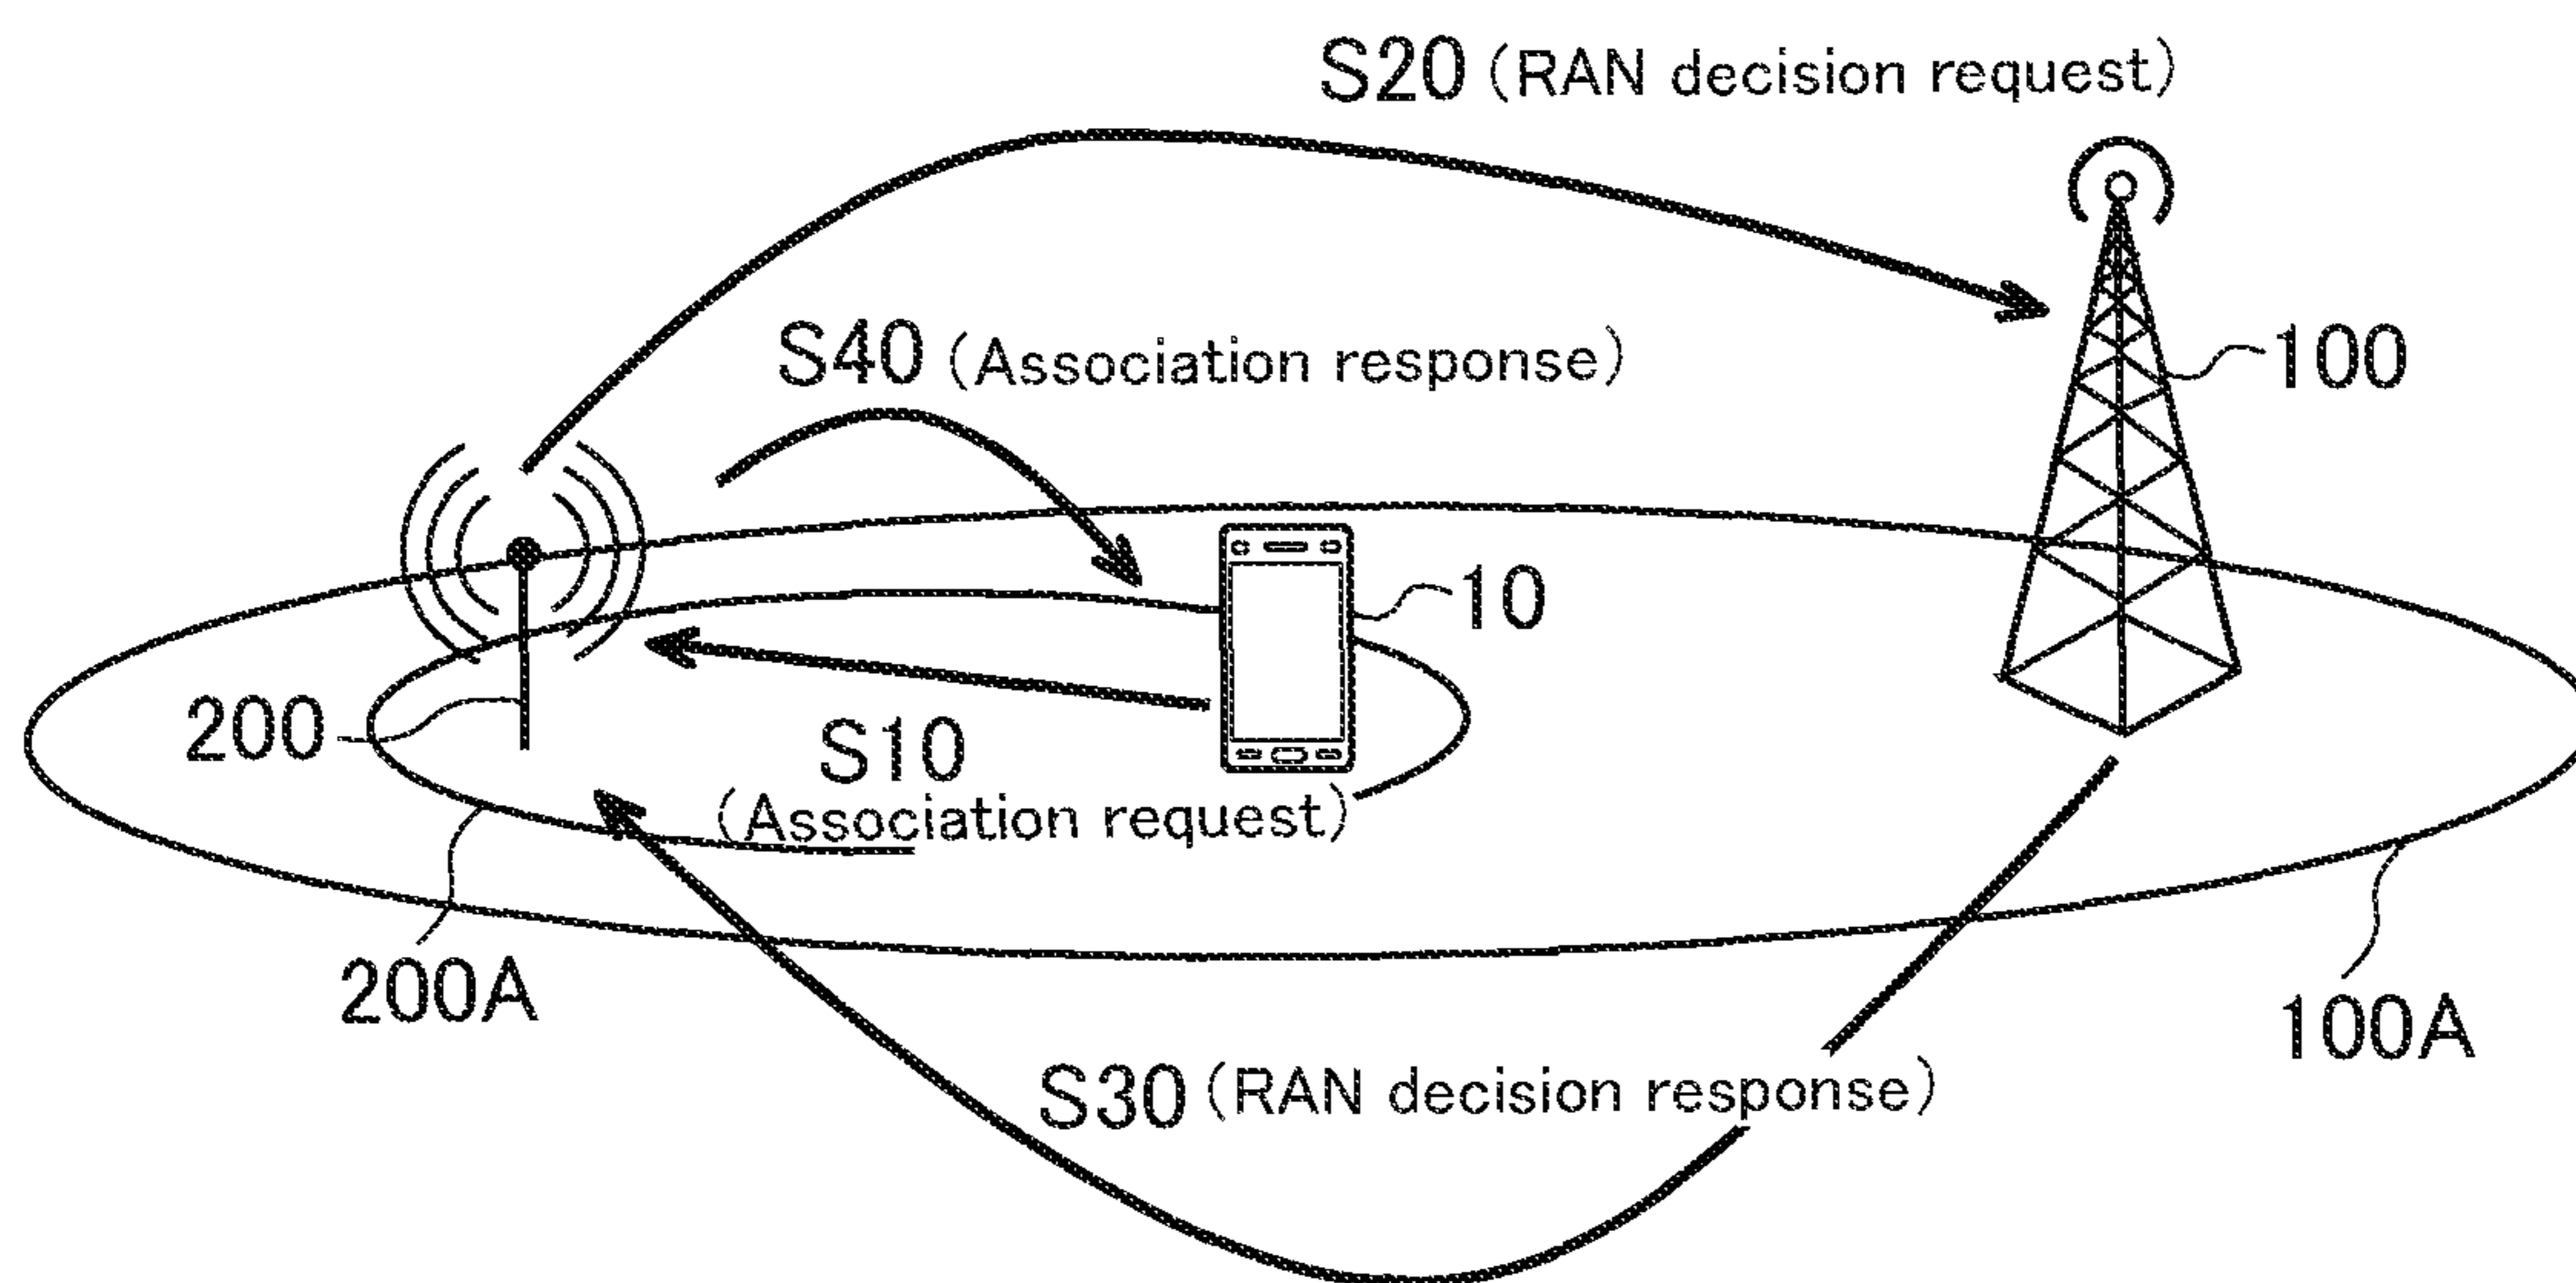 S20 (RAN decision request)
S40 (Association response)
100
10
200
S10
(Association request)
200A
100A
S30 (RAN decision response)